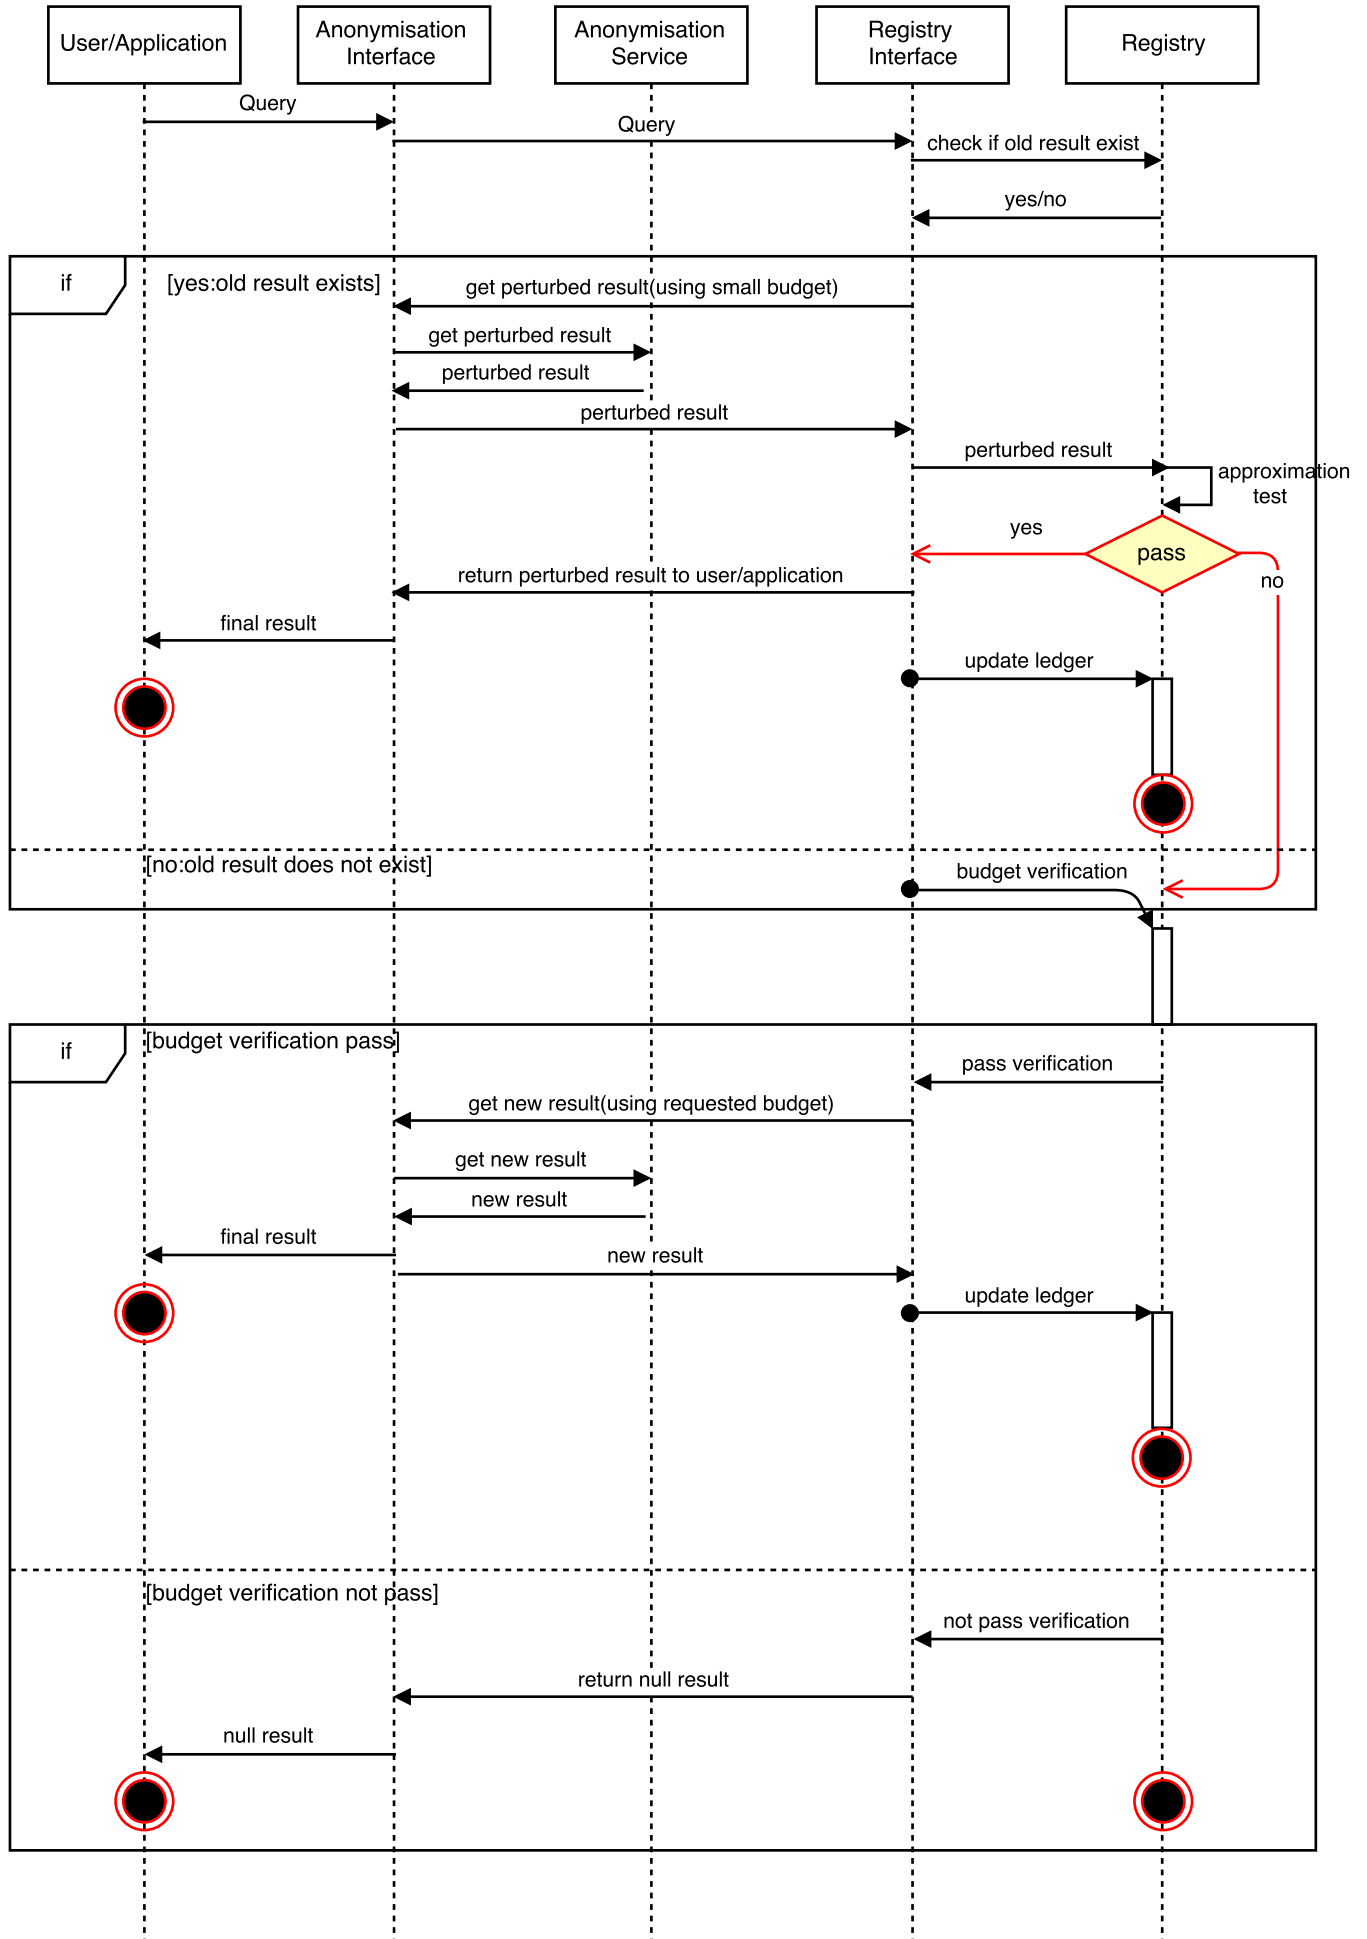 User/Application
Anonymisation
Interface
Anonymisation
Service
Registry
Interface
Registry
Query
Query
check if old result exist
yes/no
if
[yes:old result exists]
get perturbed result(using small budget)
get perturbed result
perturbed result
perturbed result
perturbed result
approximation
test
yes
pass
no
return perturbed result to user/application
final result
update ledger
[no:old result does not exist]
budget verification
if
[budget verification pass]
pass verification
get new result(using requested budget)
get new result
new result
final result
new result
update ledger
[budget verification not pass]
not pass verification
return null result
null result